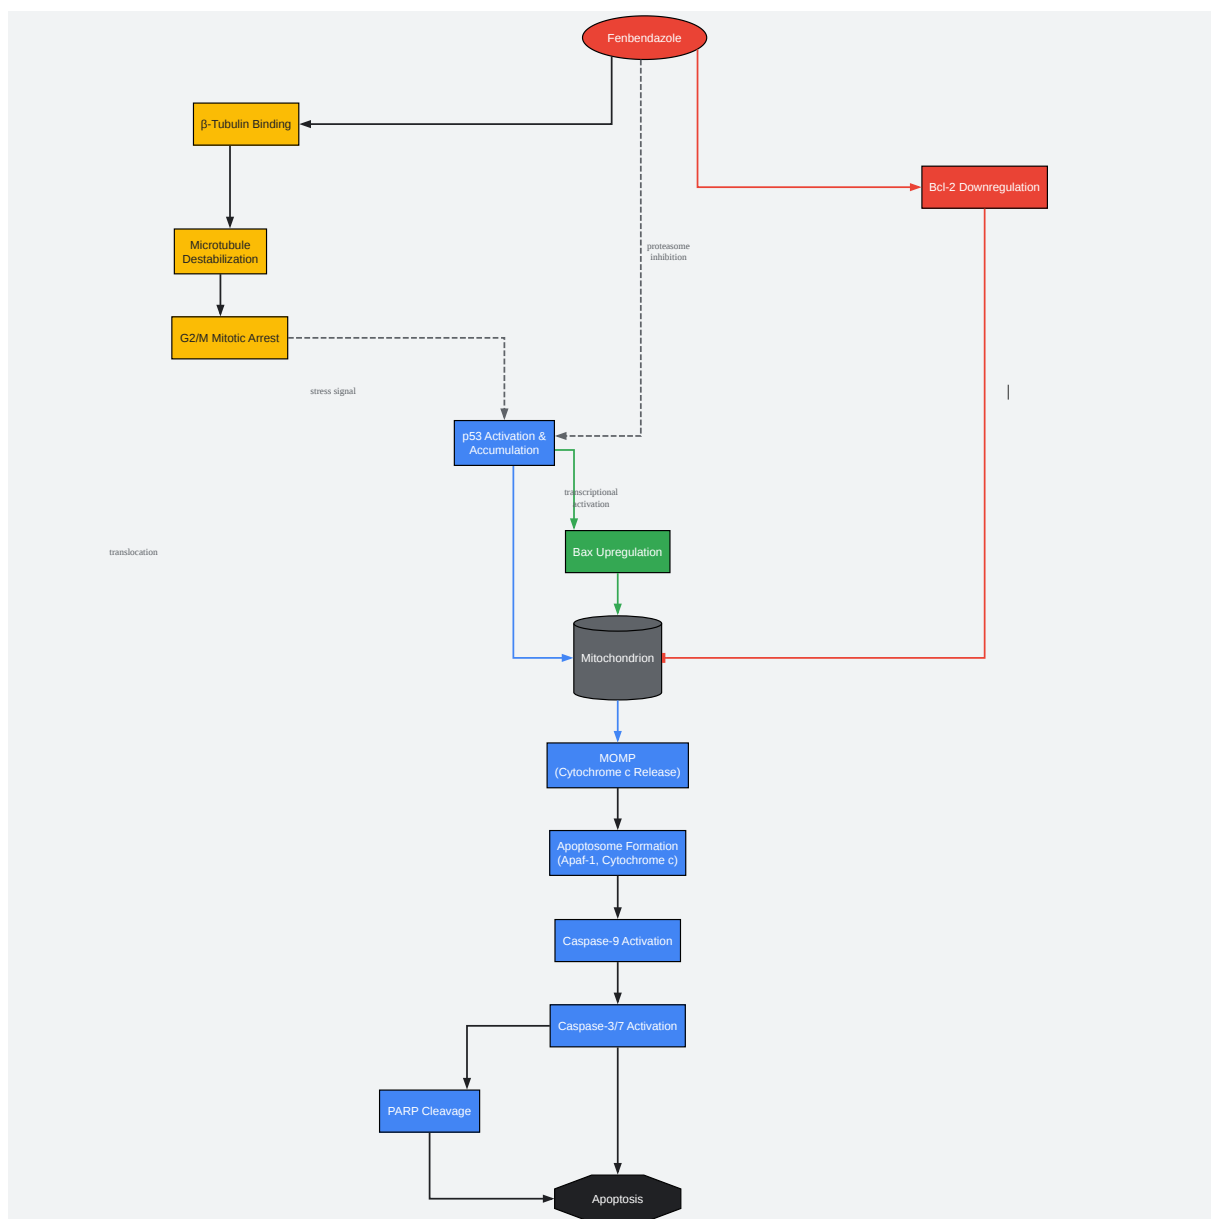 Fenbendazole
β-Tubulin Binding
Bcl-2 Downregulation
Microtubule
Destabilization
proteasome
inhibition
G2/M Mitotic Arrest
stress signal
|
p53 Activation &
Accumulation
transcriptional
activation
translocation
Bax Upregulation
Mitochondrion
MOMP
(Cytochrome c Release)
Apoptosome Formation
(Apaf-1, Cytochrome c)
Caspase-9 Activation
Caspase-3/7 Activation
PARP Cleavage
Apoptosis